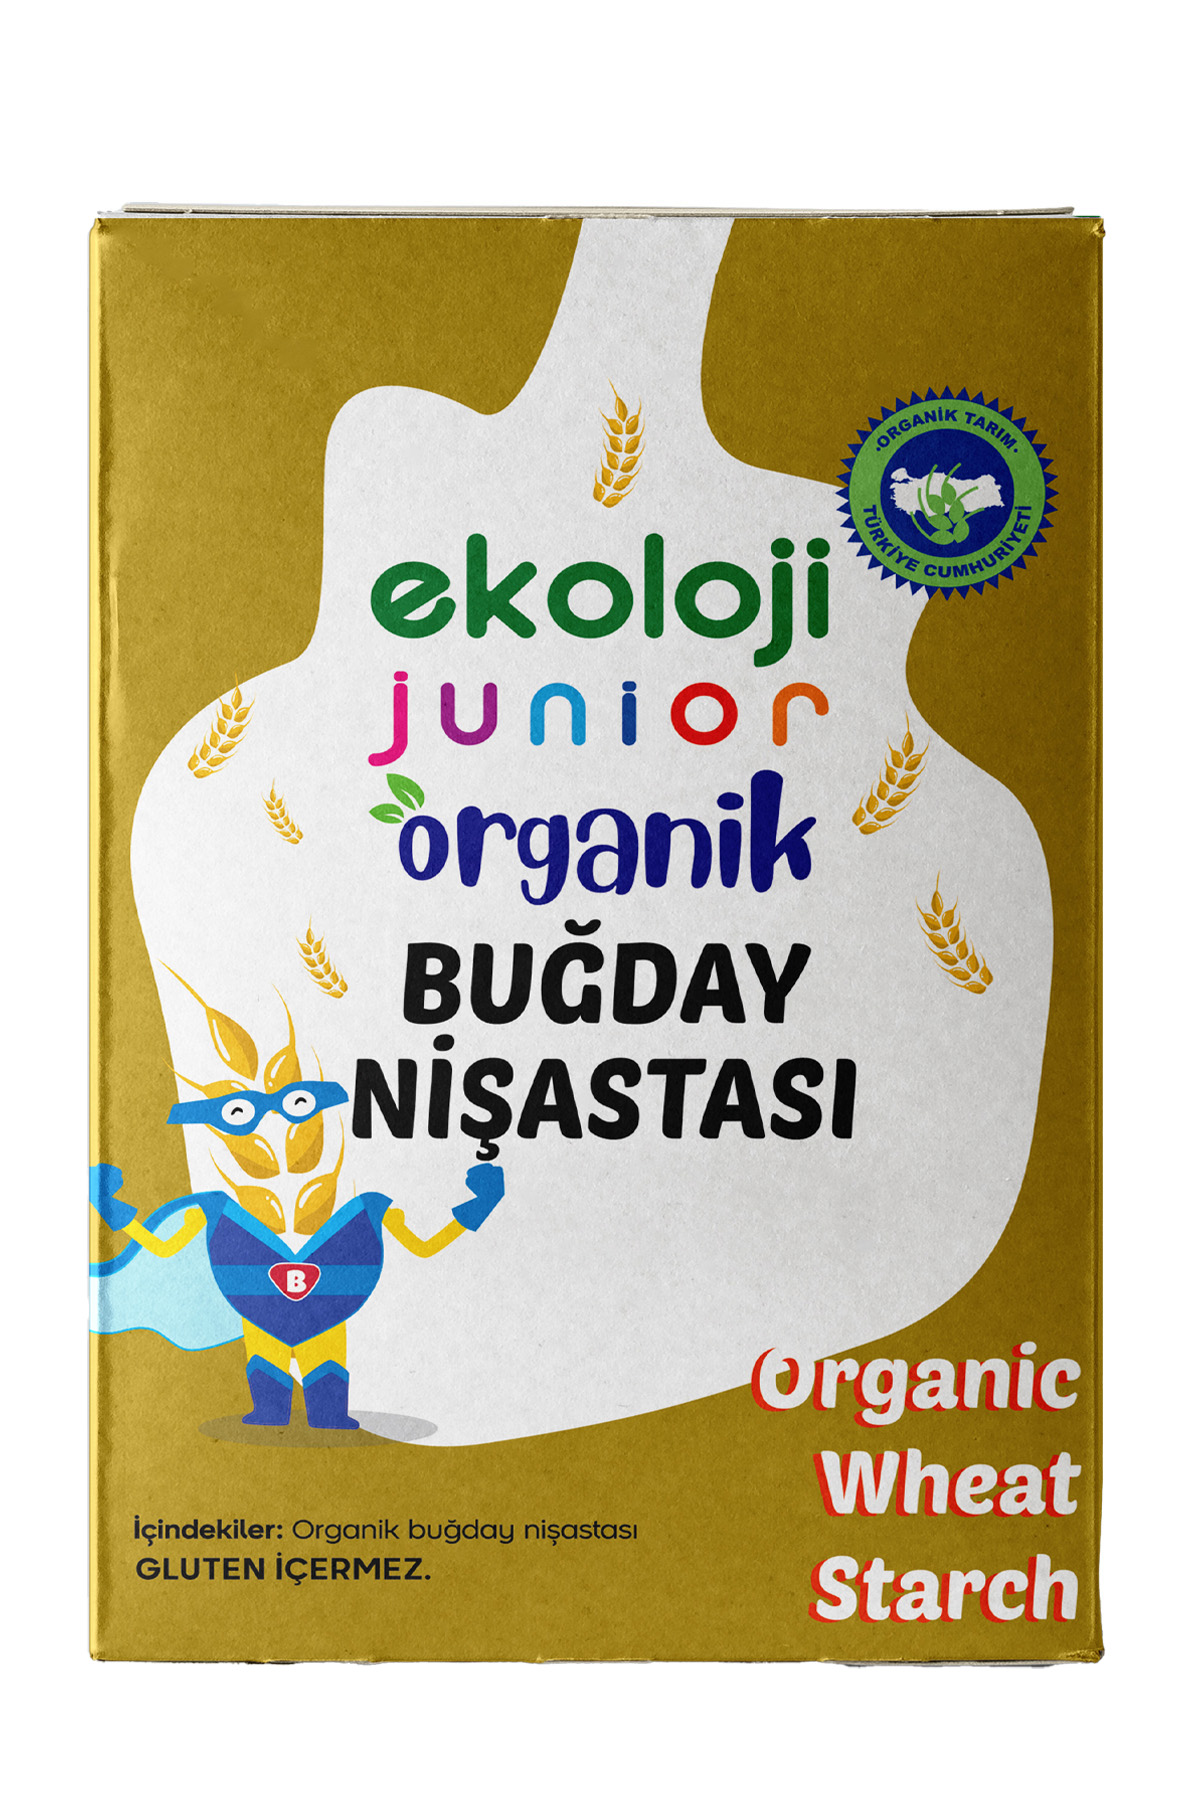 ORGANİK TARIM
TÜRKİYE CUMHURİYETİ
ekoloji
junior
organik
BUĞDAY
NİŞASTASI
B
Organic
Wheat
Starch
İçindekiler: Organik buğday nişastası
GLUTEN İÇERMEZ.